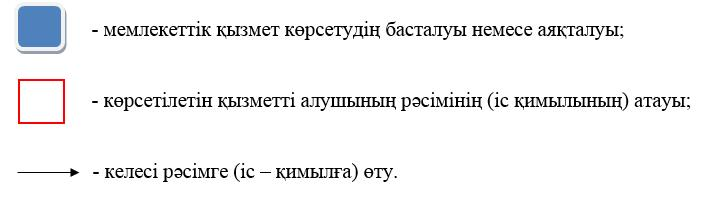 - мемлекеттік қызмет көрсетудің басталуы немесе аяқталуы;
- көрсетілетін қызметті алушының рәсімінің (іс қимылының) атауы;
- келесі рәсімге (іс – қимылға) өту.